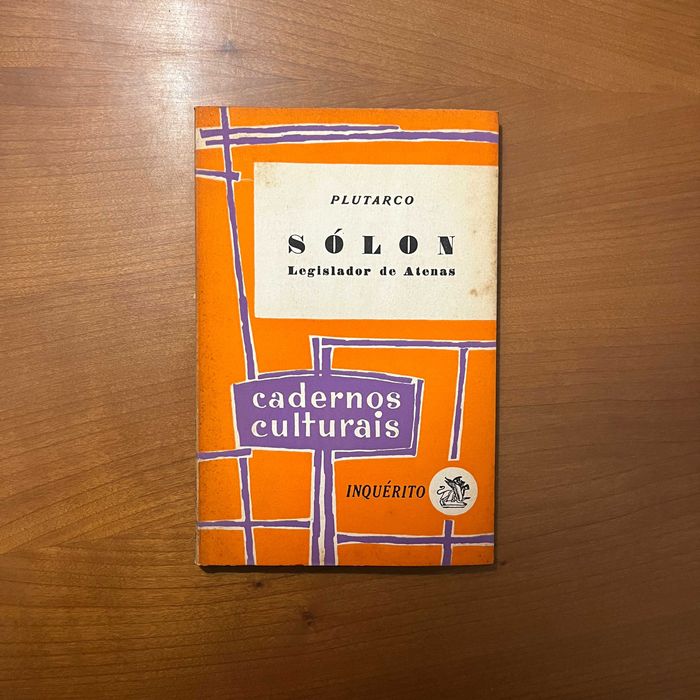 PLUTARCO
SÓLON
Legislador de Atenas
cadernos
culturais
INQUÉRITO